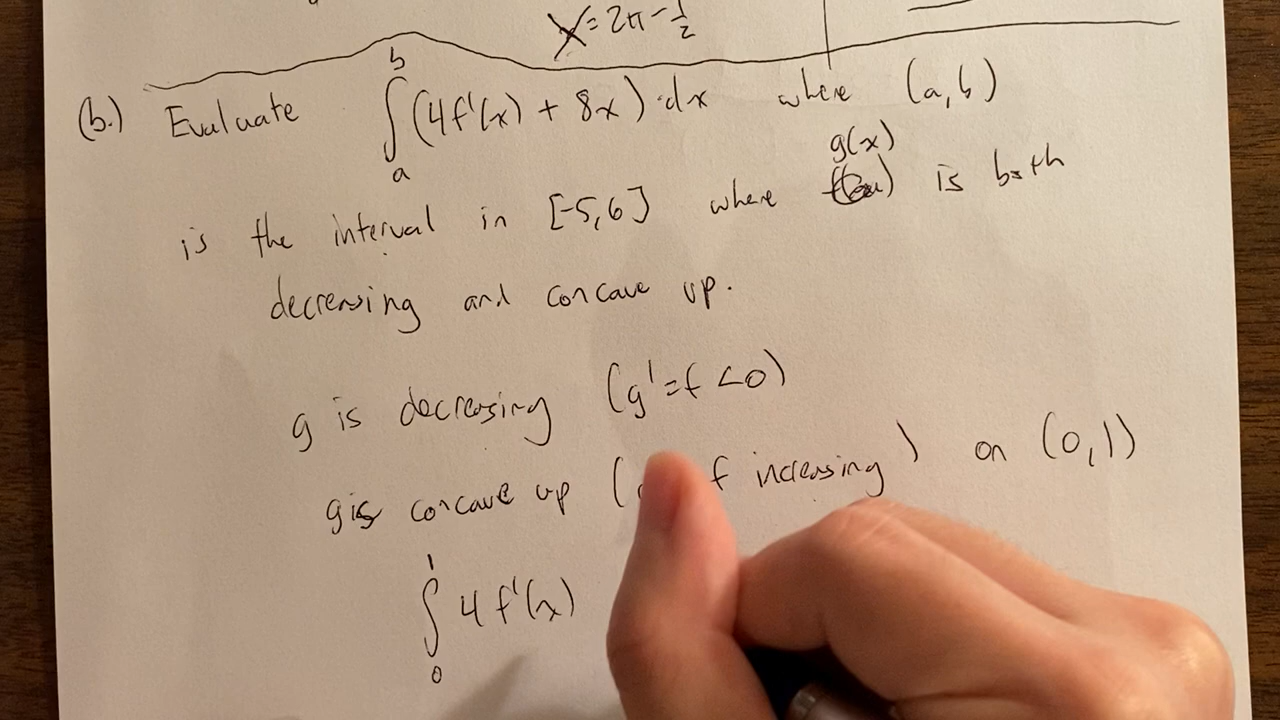 X = 2π - 1/2
(b.) Evaluate ∫_a^b (4f'(x) + 8x)·dx where (a,b)
is the interval in [-5,6] where g(x) is both
decreasing and concave up.
g is decreasing (g'=f <0)
g is concave up ( f increasing) on (0,1)
∫_0^1 4f'(x)